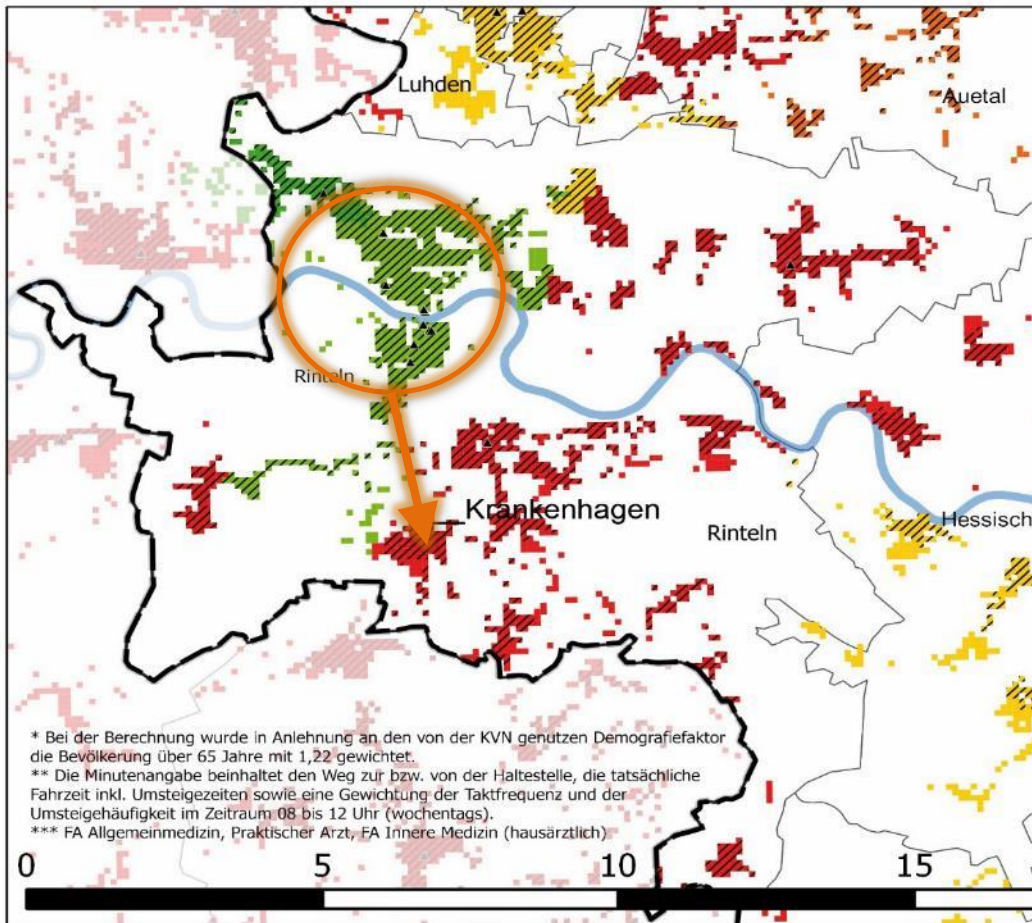 Luhden
Auetal
Rinteln
Krankenhagen
Rinteln
Hessisch
* Bei der Berechnung wurde in Anlehnung an den von der KVN genutzen Demografiefaktor
die Bevölkerung über 65 Jahre mit 1,22 gewichtet.
** Die Minutenangabe beinhaltet den Weg zur bzw. von der Haltestelle, die tatsächliche
Fahrzeit inkl. Umsteigezeiten sowie eine Gewichtung der Taktfrequenz und der
Umsteigehäufigkeit im Zeitraum 08 bis 12 Uhr (wochentags).
*** FA Allgemeinmedizin, Praktischer Arzt, FA Innere Medizin (hausärztlich)
0 5 10 15